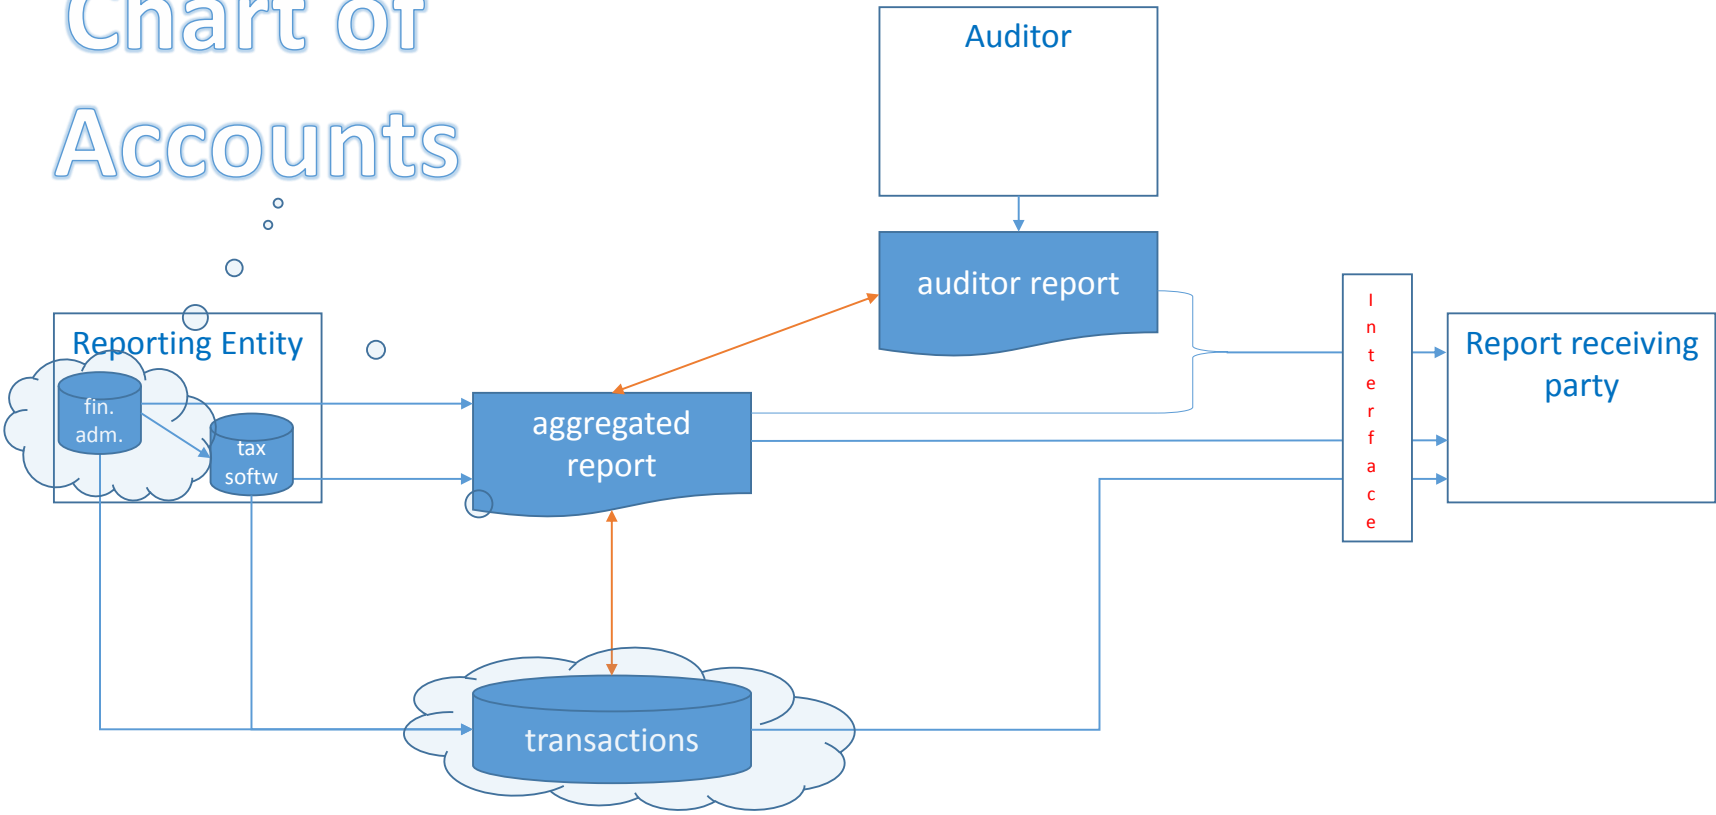 Chart of
Accounts
Auditor
auditor report
Reporting Entity
fin.
adm.
tax
softw
aggregated
report
transactions
I
n
t
e
r
f
a
c
e
Report receiving
party